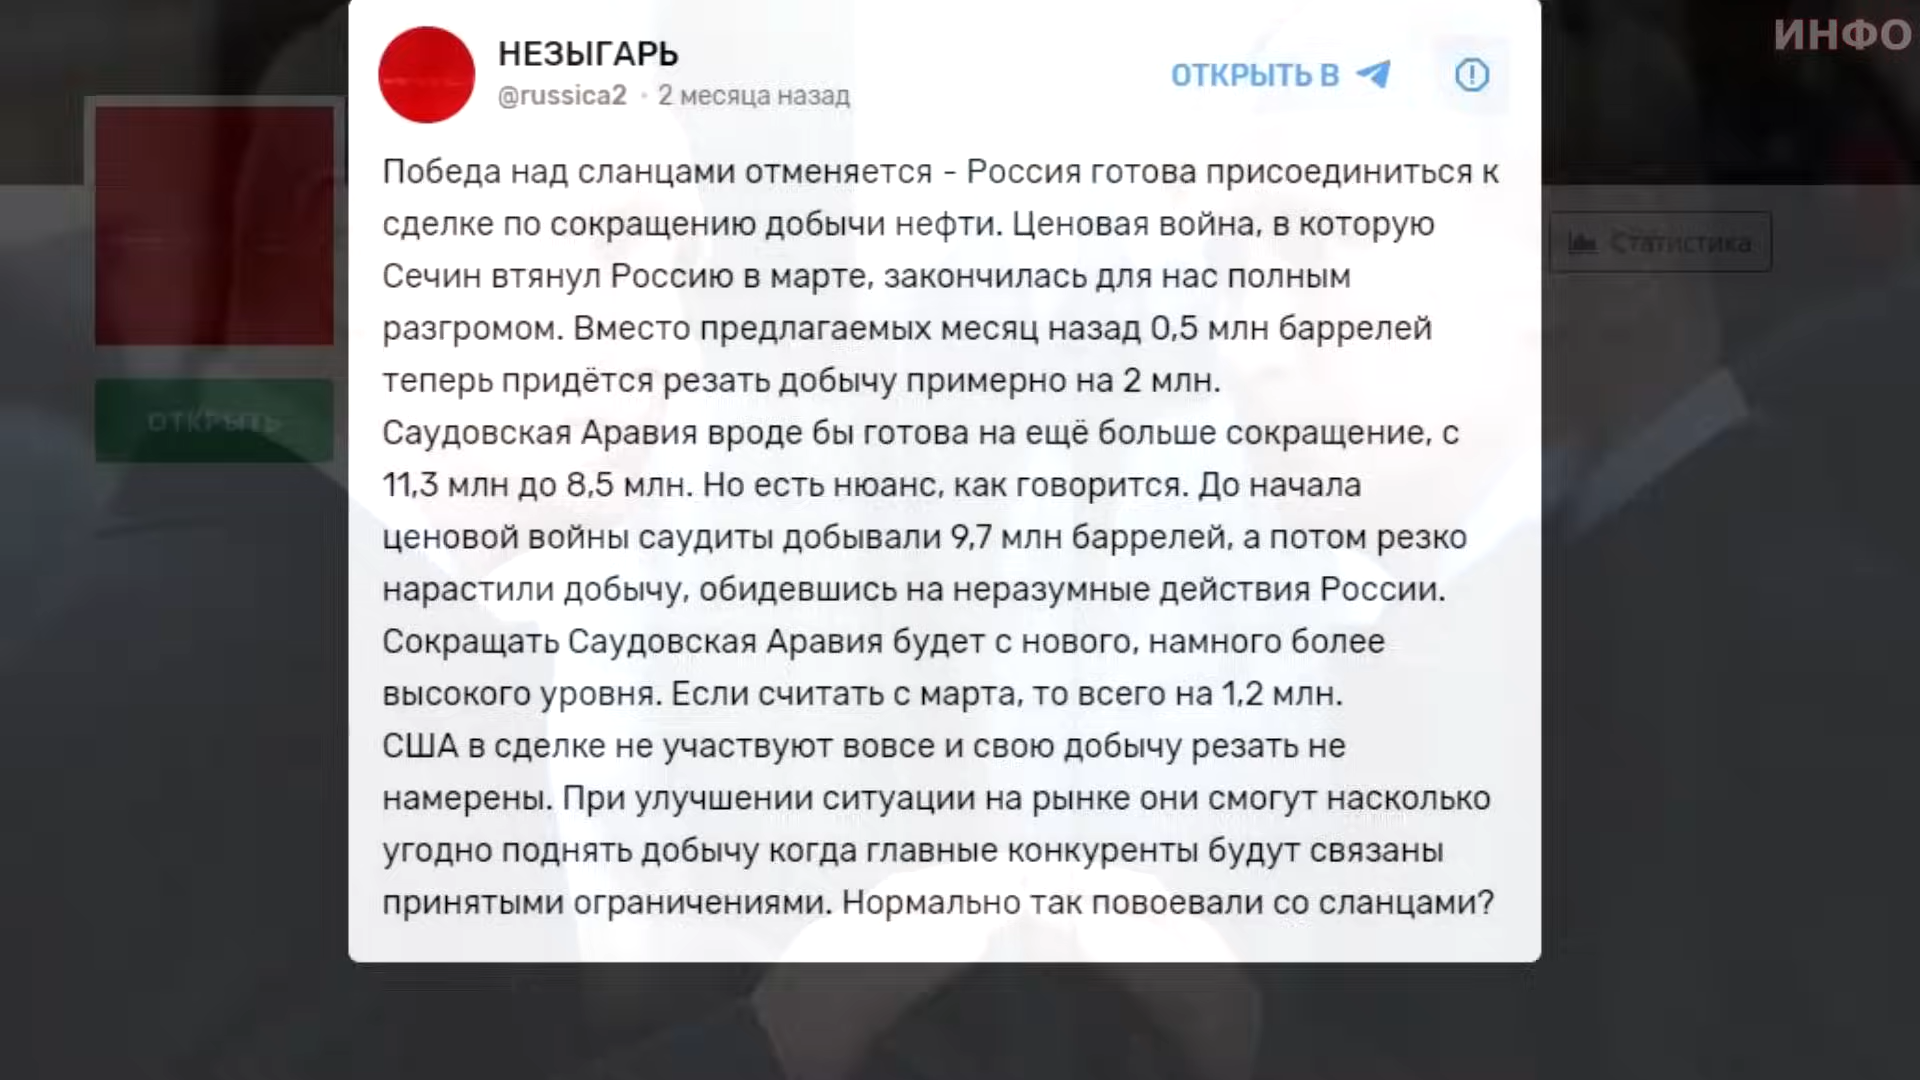 ИНФО
НЕЗЫГАРЬ
@russica2 • 2 месяца назад
ОТКРЫТЬ В
Победа над сланцами отменяется - Россия готова присоединиться к
сделке по сокращению добычи нефти. Ценовая война, в которую
Сечин втянул Россию в марте, закончилась для нас полным
разгромом. Вместо предлагаемых месяц назад 0,5 млн баррелей
теперь придётся резать добычу примерно на 2 млн.
Саудовская Аравия вроде бы готова на ещё больше сокращение, с
11,3 млн до 8,5 млн. Но есть нюанс, как говорится. До начала
ценовой войны саудиты добывали 9,7 млн баррелей, а потом резко
нарастили добычу, обидевшись на неразумные действия России.
Сокращать Саудовская Аравия будет с нового, намного более
высокого уровня. Если считать с марта, то всего на 1,2 млн.
США в сделке не участвуют вовсе и свою добычу резать не
намерены. При улучшении ситуации на рынке они смогут насколько
угодно поднять добычу когда главные конкуренты будут связаны
принятыми ограничениями. Нормально так повоевали со сланцами?
ОТКРЫТЬ
Статистика